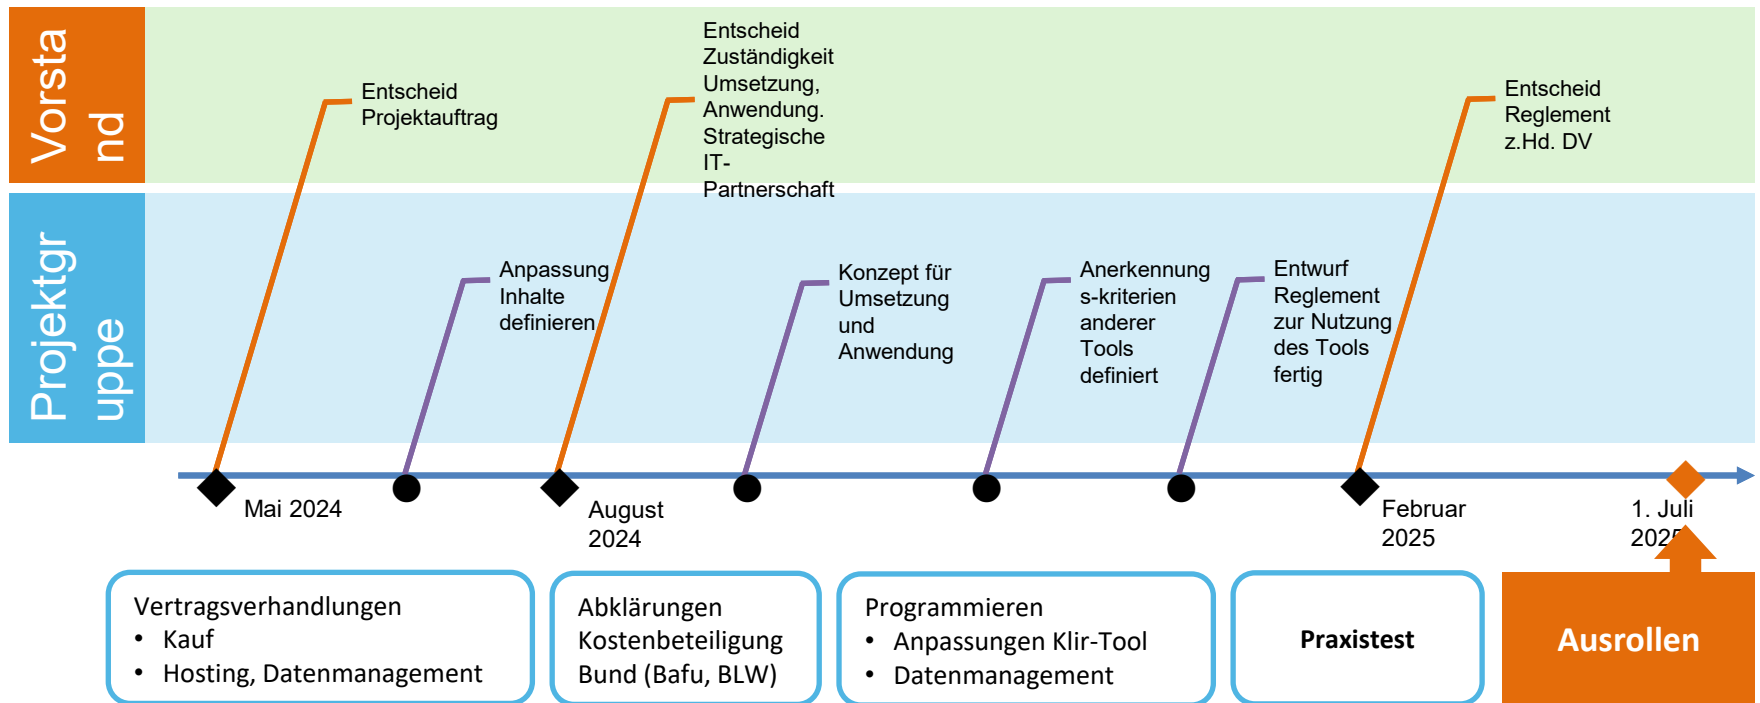 Vorsta
nd
Entscheid
Projektauftrag
Entscheid
Zuständigkeit
Umsetzung,
Anwendung.
Strategische
IT-
Partnerschaft
Entscheid
Reglement
z.Hd. DV
Projektgr
uppe
Anpassung
Inhalte
definieren
Konzept für
Umsetzung
und
Anwendung
Anerkennung
s-kriterien
anderer
Tools
definiert
Entwurf
Reglement
zur Nutzung
des Tools
fertig
Mai 2024
August
2024
Februar
2025
1. Juli
2025
Vertragsverhandlungen
• Kauf
• Hosting, Datenmanagement
Abklärungen
Kostenbeteiligung
Bund (Bafu, BLW)
Programmieren
• Anpassungen Klir-Tool
• Datenmanagement
Praxistest
Ausrollen